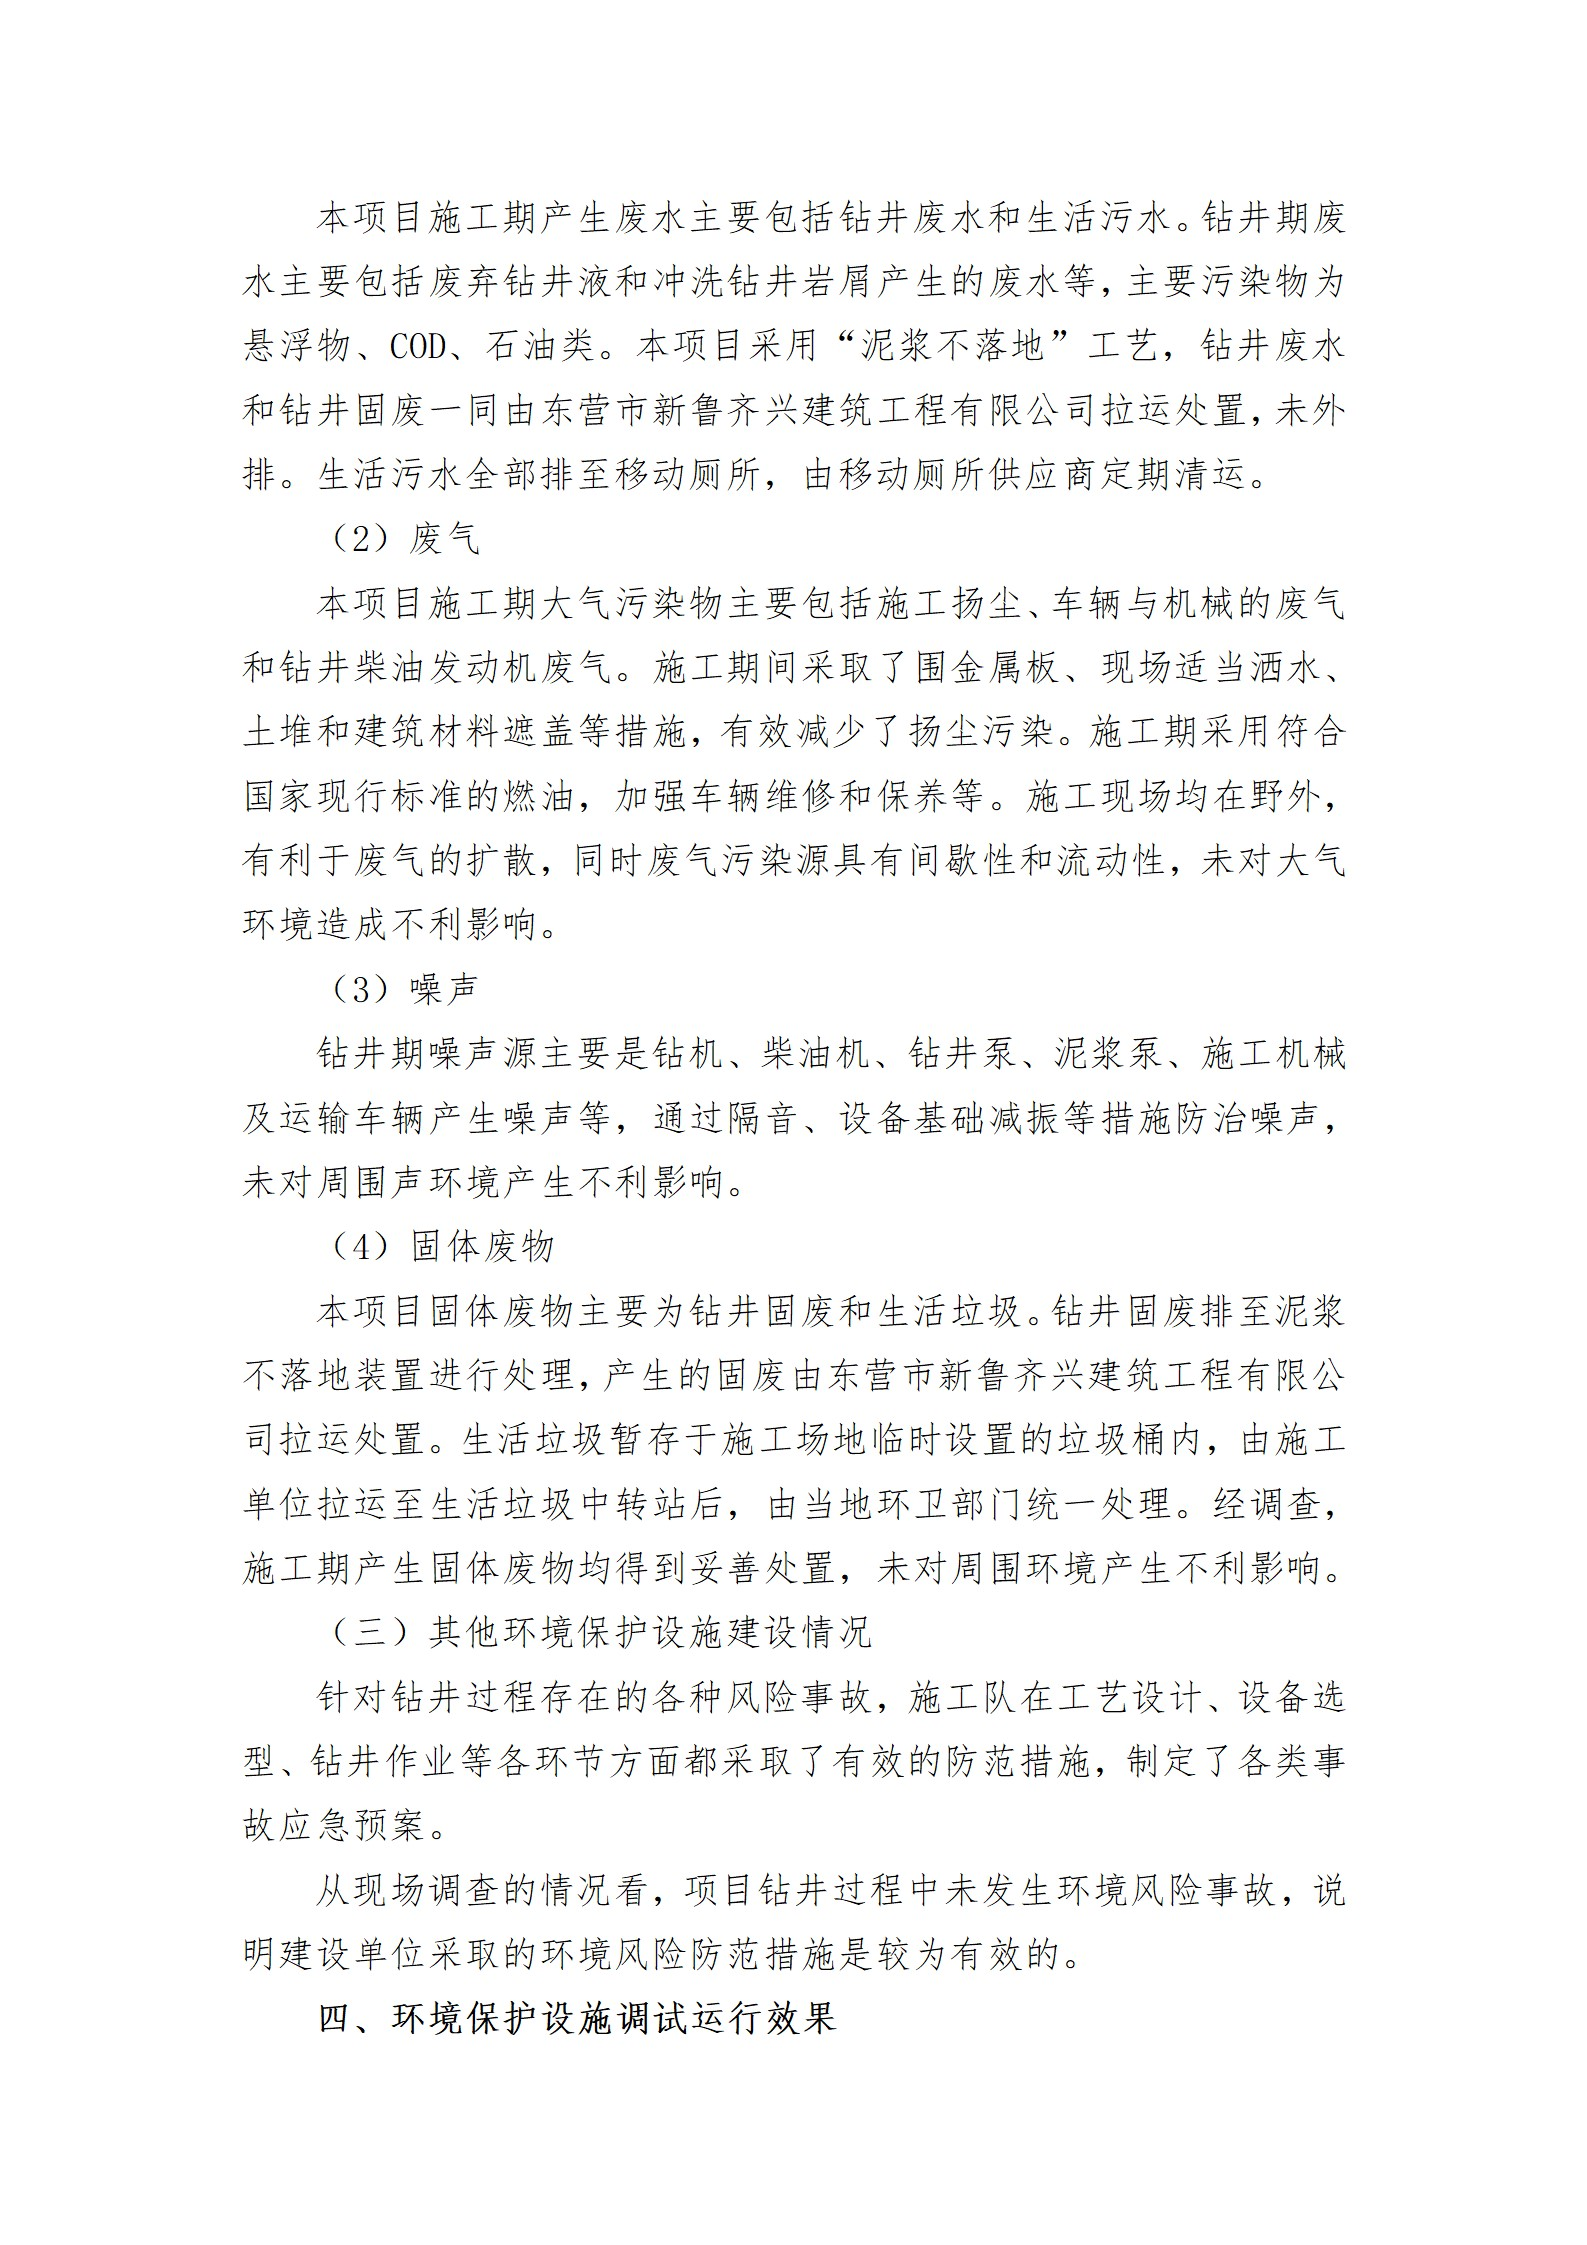 本项目施工期产生废水主要包括钻井废水和生活污水。钻井期废
水主要包括废弃钻井液和冲洗钻井岩屑产生的废水等，主要污染物为
悬浮物、COD、石油类。本项目采用“泥浆不落地”工艺，钻井废水
和钻井固废一同由东营市新鲁齐兴建筑工程有限公司拉运处置，未外
排。生活污水全部排至移动厕所，由移动厕所供应商定期清运。
（2）废气
本项目施工期大气污染物主要包括施工扬尘、车辆与机械的废气
和钻井柴油发动机废气。施工期间采取了围金属板、现场适当洒水、
土堆和建筑材料遮盖等措施，有效减少了扬尘污染。施工期采用符合
国家现行标准的燃油，加强车辆维修和保养等。施工现场均在野外，
有利于废气的扩散，同时废气污染源具有间歇性和流动性，未对大气
环境造成不利影响。
（3）噪声
钻井期噪声源主要是钻机、柴油机、钻井泵、泥浆泵、施工机械
及运输车辆产生噪声等，通过隔音、设备基础减振等措施防治噪声，
未对周围声环境产生不利影响。
（4）固体废物
本项目固体废物主要为钻井固废和生活垃圾。钻井固废排至泥浆
不落地装置进行处理，产生的固废由东营市新鲁齐兴建筑工程有限公
司拉运处置。生活垃圾暂存于施工场地临时设置的垃圾桶内，由施工
单位拉运至生活垃圾中转站后，由当地环卫部门统一处理。经调查，
施工期产生固体废物均得到妥善处置，未对周围环境产生不利影响。
（三）其他环境保护设施建设情况
针对钻井过程存在的各种风险事故，施工队在工艺设计、设备选
型、钻井作业等各环节方面都采取了有效的防范措施，制定了各类事
故应急预案。
从现场调查的情况看，项目钻井过程中未发生环境风险事故，说
明建设单位采取的环境风险防范措施是较为有效的。
四、环境保护设施调试运行效果